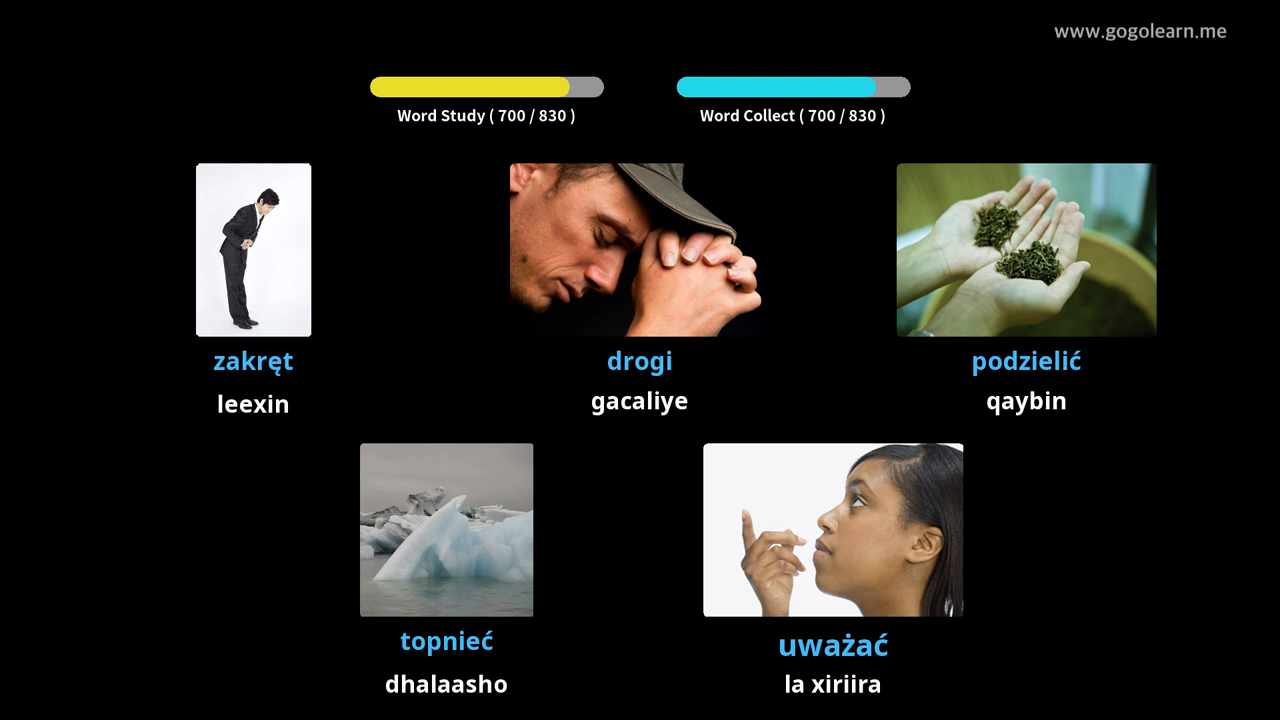 www.gogolearn.me
Word Study ( 700 / 830 )
Word Collect ( 700 / 830 )
zakręt
leexin
drogi
gacaliye
podzielić
qaybin
topnieć
dhalaasho
uważać
la xiriira